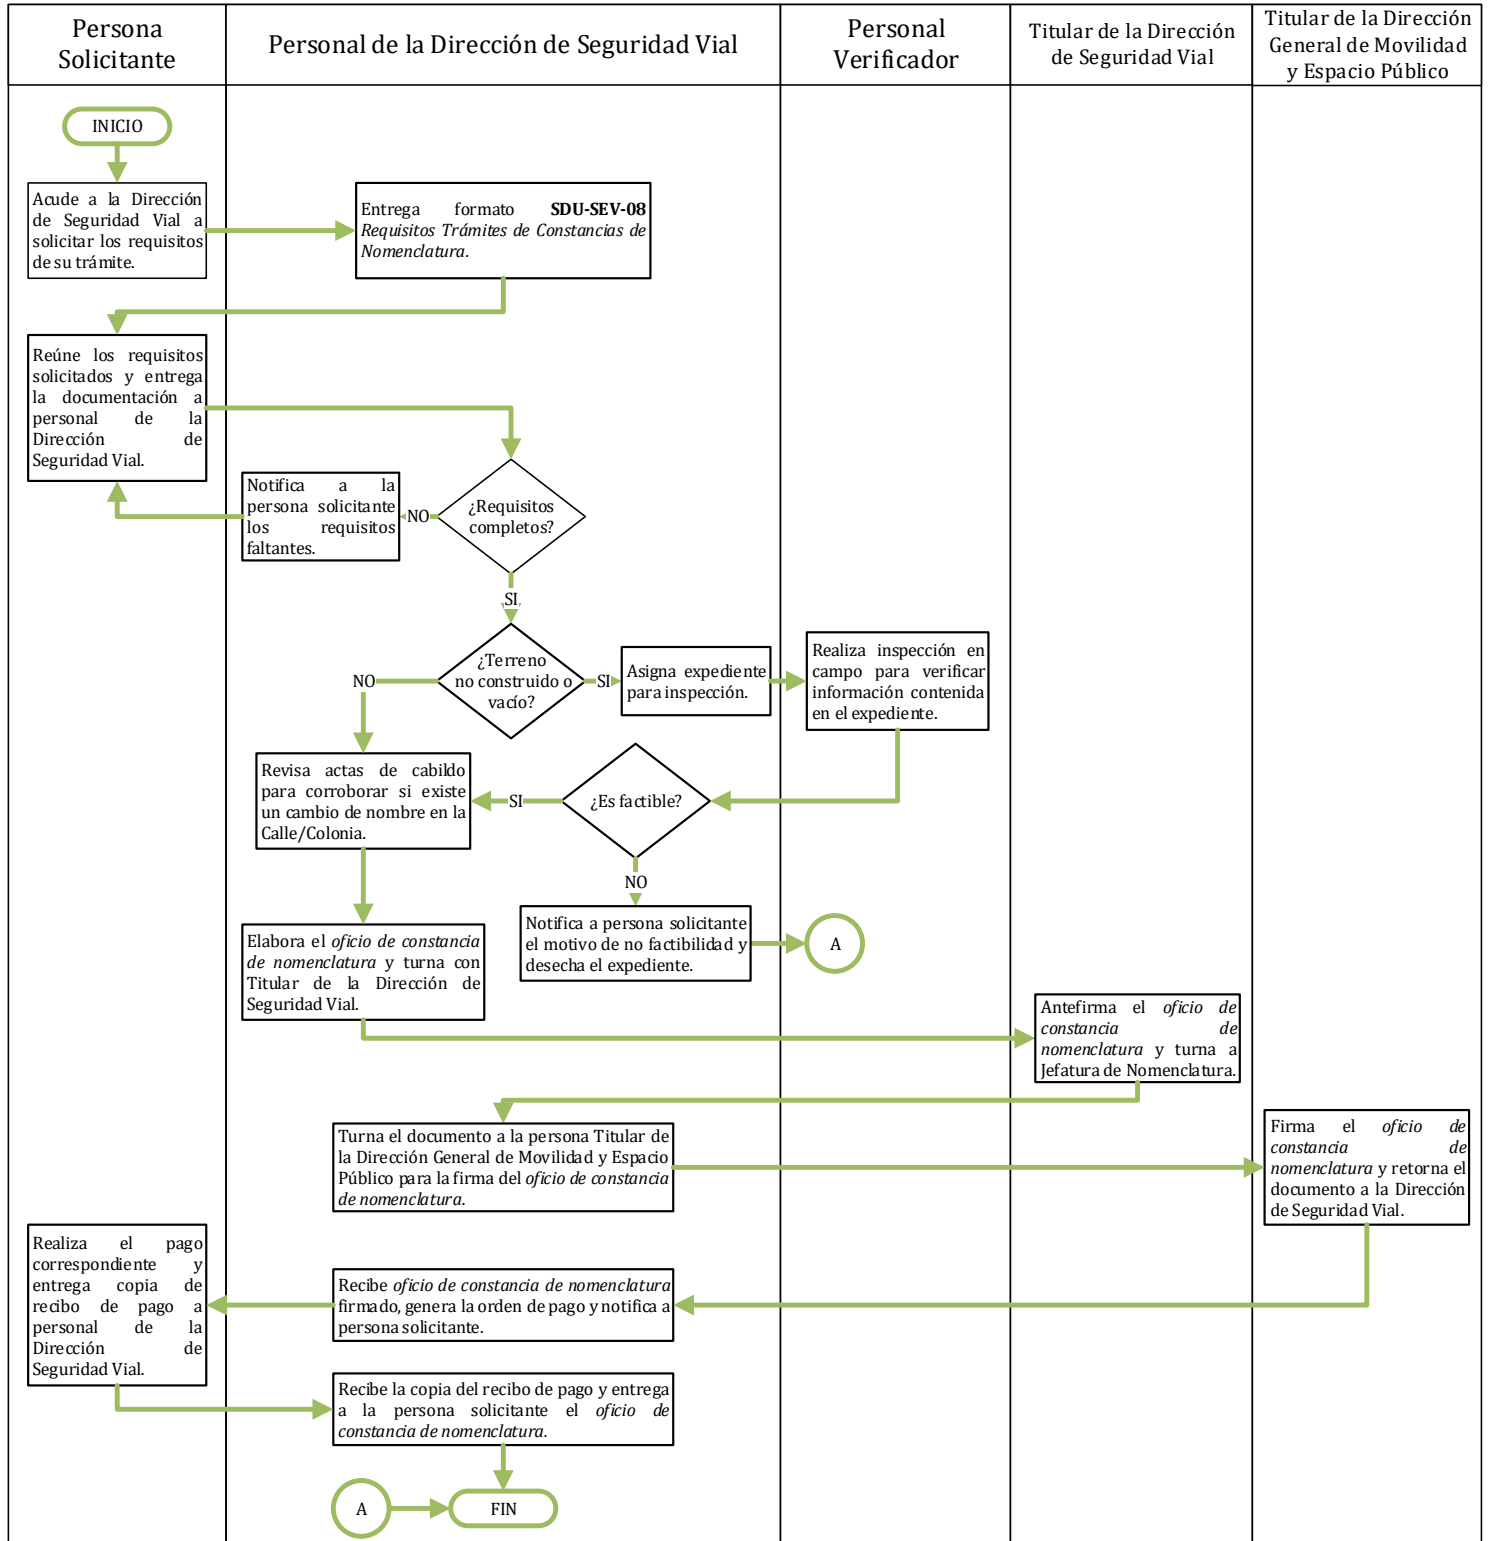 Persona
Solicitante
Personal de la Dirección de Seguridad Vial
Personal
Verificador
Titular de la Dirección
de Seguridad Vial
Titular de la Dirección
General de Movilidad
y Espacio Público
INICIO
Acude a la Dirección
de Seguridad Vial a
solicitar los requisitos
de su trámite.
Entrega formato SDU-SEV-08
Requisitos Trámites de Constancias de
Nomenclatura.
Reúne los requisitos
solicitados y entrega
la documentación a
personal de la
Dirección de
Seguridad Vial.
Notifica a la
persona solicitante
los requisitos
faltantes.
NO
¿Requisitos
completos?
SI
¿Terreno
no construido o
vacío?
NO
SI
Asigna expediente
para inspección.
Realiza inspección en
campo para verificar
información contenida
en el expediente.
Revisa actas de cabildo
para corroborar si existe
un cambio de nombre en la
Calle/Colonia.
SI
¿Es factible?
NO
Notifica a persona solicitante
el motivo de no factibilidad y
desecha el expediente.
A
Elabora el oficio de constancia
de nomenclatura y turna con
Titular de la Dirección de
Seguridad Vial.
Antefirma el oficio de
constancia de
nomenclatura y turna a
Jefatura de Nomenclatura.
Turna el documento a la persona Titular de
la Dirección General de Movilidad y Espacio
Público para la firma del oficio de constancia
de nomenclatura.
Firma el oficio de
constancia de
nomenclatura y retorna el
documento a la Dirección
de Seguridad Vial.
Recibe oficio de constancia de nomenclatura
firmado, genera la orden de pago y notifica a
persona solicitante.
Realiza el pago
correspondiente y
entrega copia de
recibo de pago a
personal de la
Dirección de
Seguridad Vial.
Recibe la copia del recibo de pago y entrega
a la persona solicitante el oficio de
constancia de nomenclatura.
A
FIN